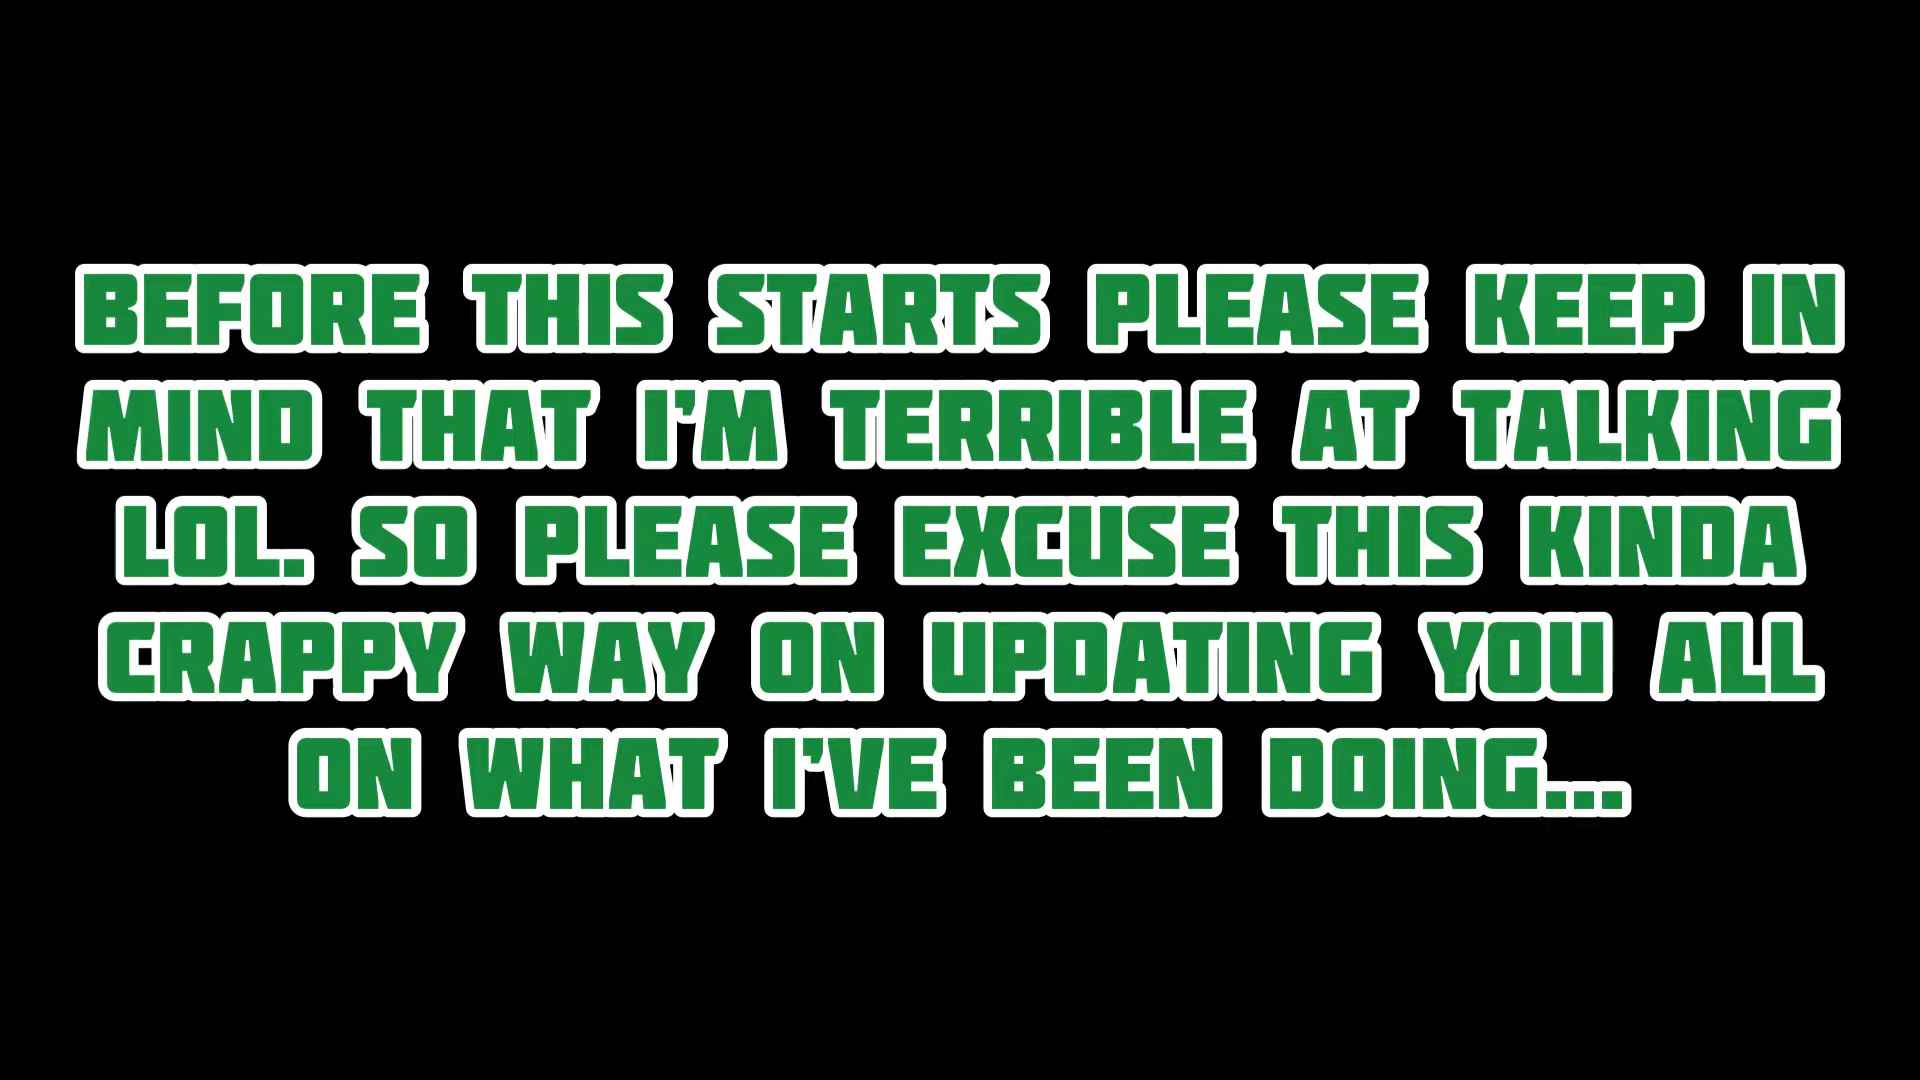 BEFORE THIS STARTS PLEASE KEEP IN
MIND THAT I'M TERRIBLE AT TALKING
LOL. SO PLEASE EXCUSE THIS KINDA
CRAPPY WAY ON UPDATING YOU ALL
ON WHAT I'VE BEEN DOING...